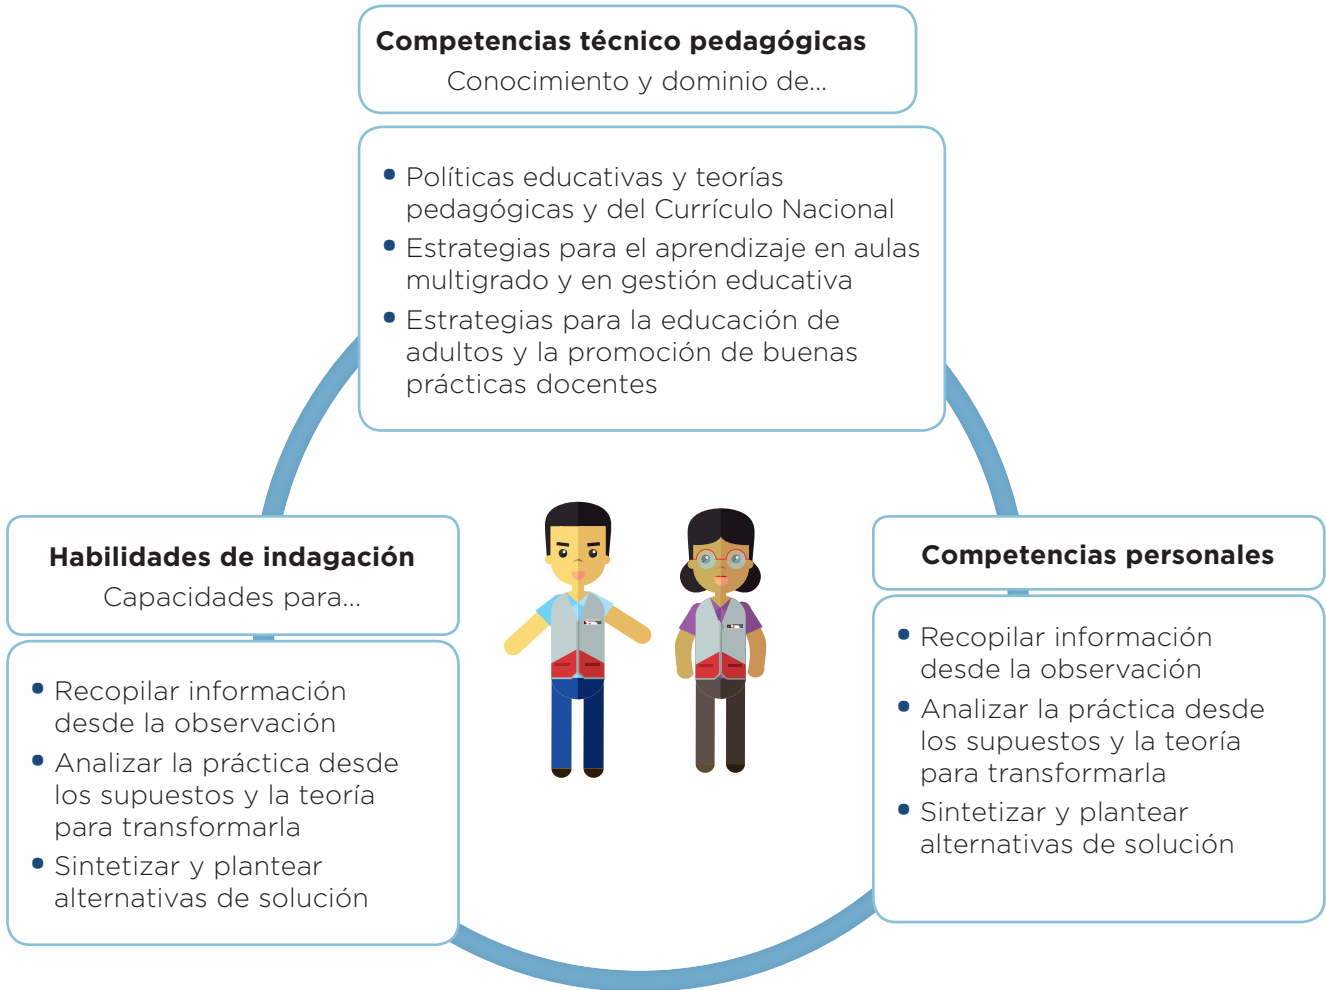 Competencias técnico pedagógicas
Conocimiento y dominio de...
• Políticas educativas y teorías
pedagógicas y del Currículo Nacional
• Estrategias para el aprendizaje en aulas
multigrado y en gestión educativa
• Estrategias para la educación de
adultos y la promoción de buenas
prácticas docentes
Habilidades de indagación
Capacidades para...
• Recopilar información
desde la observación
• Analizar la práctica desde
los supuestos y la teoría
para transformarla
• Sintetizar y plantear
alternativas de solución
Competencias personales
• Recopilar información
desde la observación
• Analizar la práctica desde
los supuestos y la teoría
para transformarla
• Sintetizar y plantear
alternativas de solución